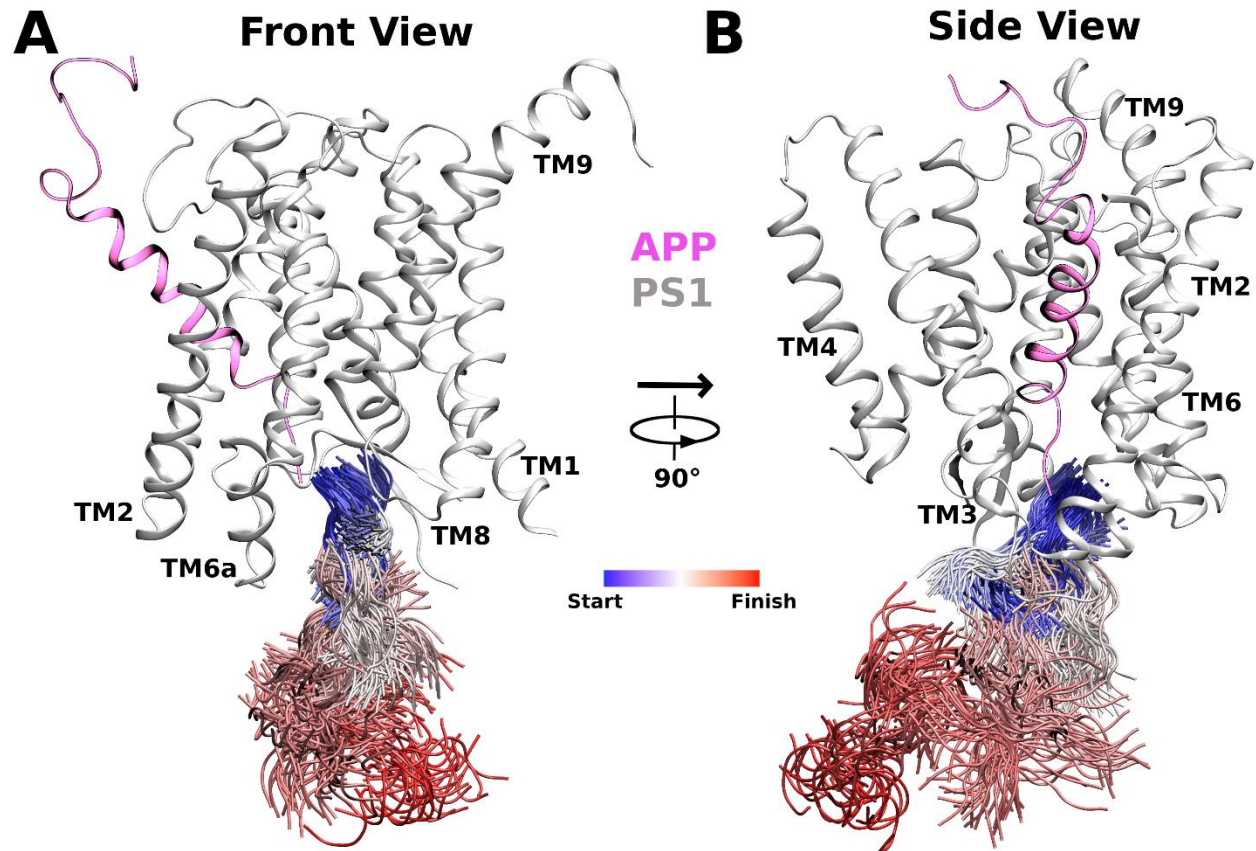 A
Front View
B
Side View
TM9
TM9
APP
PS1
TM2
TM4
TM6
90°
TM1
TM2
TM8
TM3
TM6a
Start
Finish